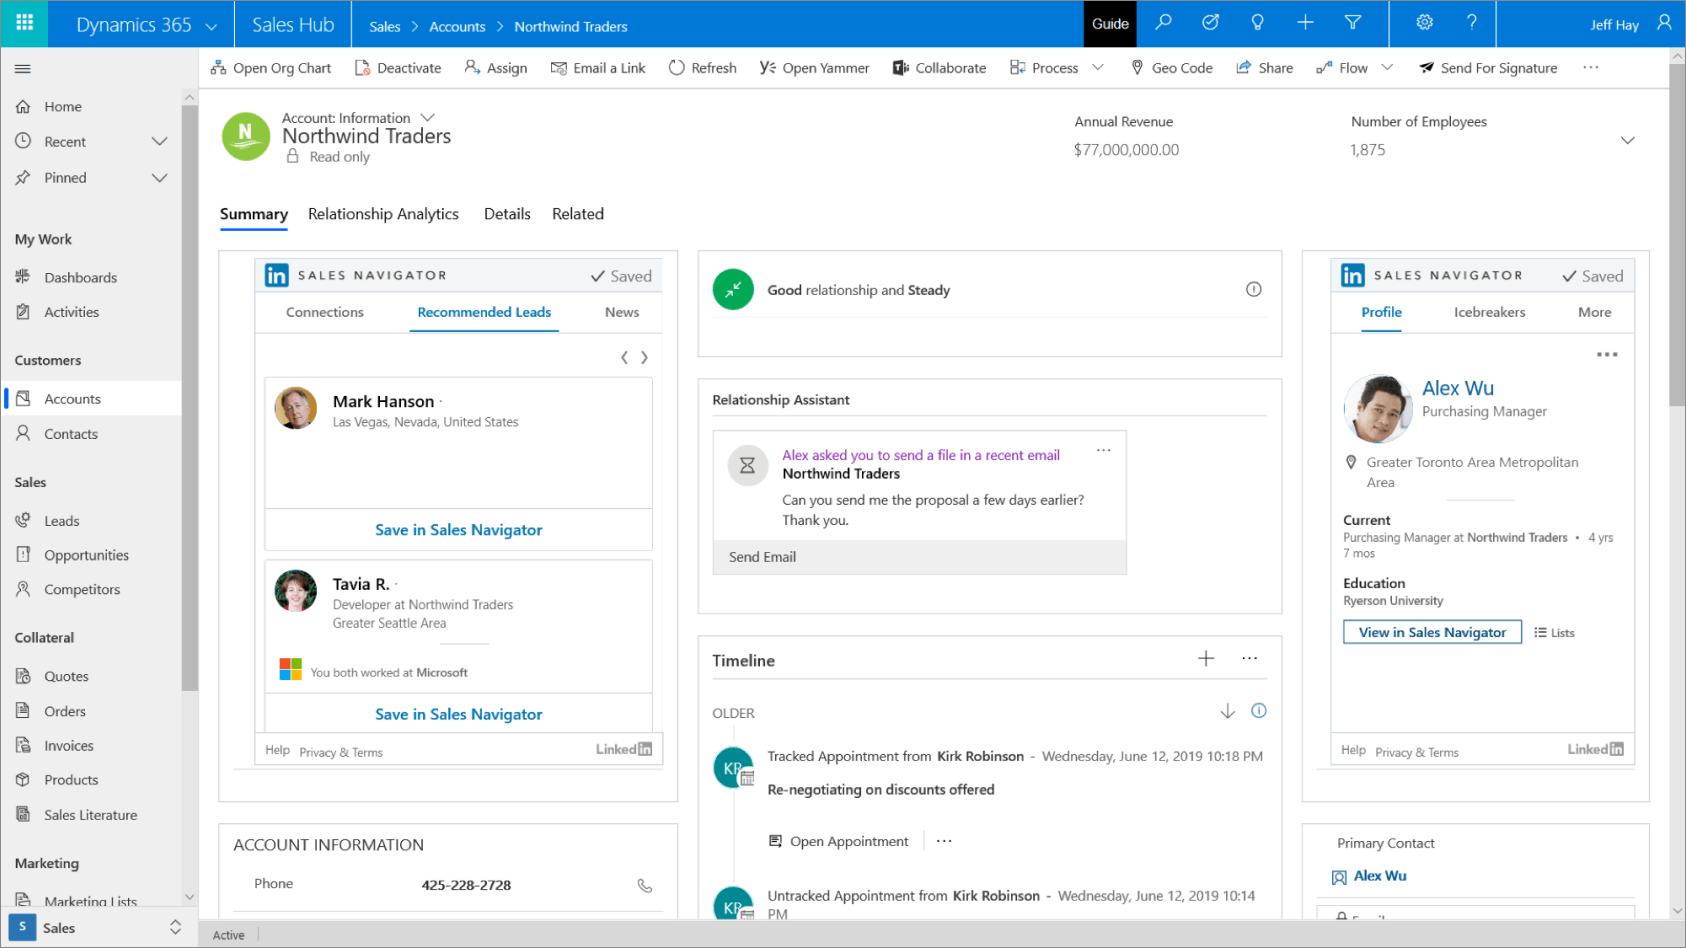 Dynamics 365
Sales Hub
Sales > Accounts > Northwind Traders
Guide
?
Jeff Hay
Open Org Chart
Deactivate
Assign
Email a Link
Refresh
Open Yammer
Collaborate
Process
Geo Code
Share
Flow
Send For Signature
...
Home
Recent
Pinned
My Work
Dashboards
Activities
Customers
Accounts
Contacts
Sales
Leads
Opportunities
Competitors
Collateral
Quotes
Orders
Invoices
Products
Sales Literature
Marketing
Marketing Lists
S Sales
N
Account: Information
Northwind Traders
Read only
Annual Revenue
$77,000,000.00
Number of Employees
1,875
Summary
Relationship Analytics
Details
Related
in SALES NAVIGATOR
Saved
Connections
Recommended Leads
News
Mark Hanson ·
Las Vegas, Nevada, United States
Save in Sales Navigator
Tavia R. ·
Developer at Northwind Traders
Greater Seattle Area
You both worked at Microsoft
Save in Sales Navigator
Help Privacy & Terms
Linked in
ACCOUNT INFORMATION
Phone
425-228-2728
Good relationship and Steady
Relationship Assistant
Alex asked you to send a file in a recent email
Northwind Traders
Can you send me the proposal a few days earlier?
Thank you.
Send Email
Timeline
OLDER
KR
Tracked Appointment from Kirk Robinson - Wednesday, June 12, 2019 10:18 PM
Re-negotiating on discounts offered
Open Appointment
KR
Untracked Appointment from Kirk Robinson - Wednesday, June 12, 2019 10:14
PM
in SALES NAVIGATOR
Saved
Profile
Icebreakers
More
Alex Wu
Purchasing Manager
Greater Toronto Area Metropolitan
Area
Current
Purchasing Manager at Northwind Traders • 4 yrs
7 mos
Education
Ryerson University
View in Sales Navigator
Lists
Help Privacy & Terms
Linked in
Primary Contact
Alex Wu
Email
Active